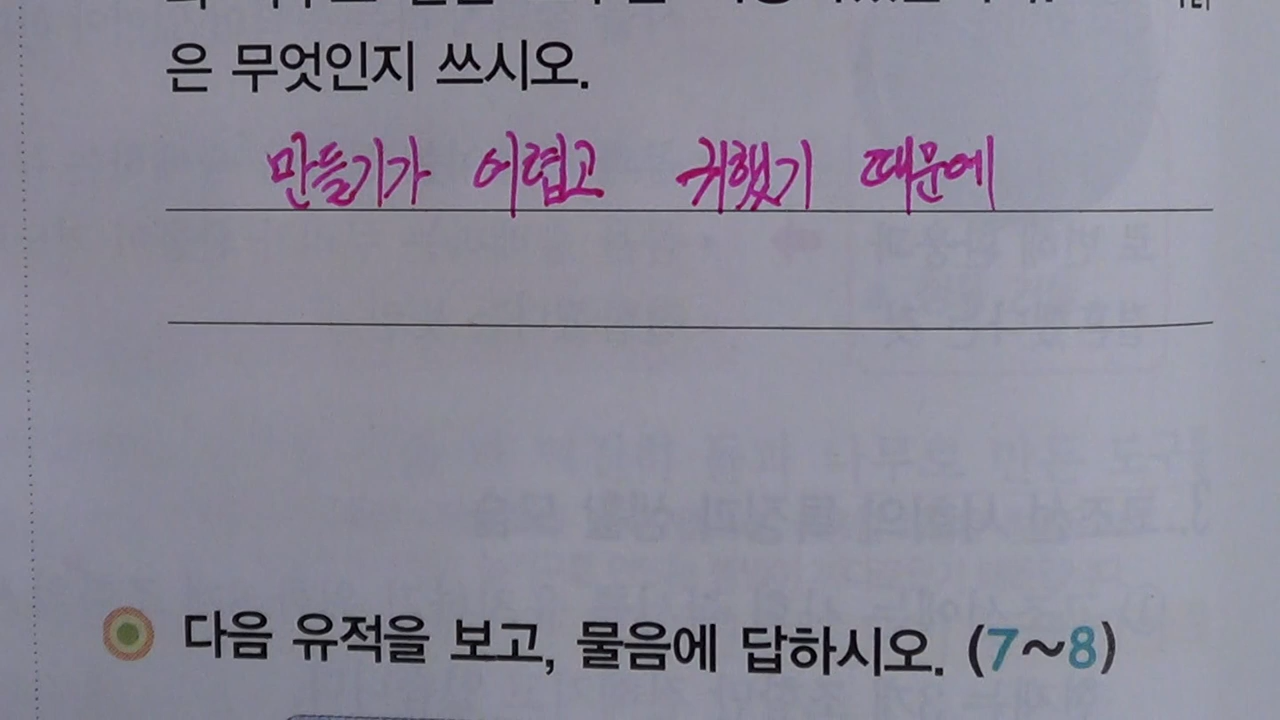 은 무엇인지 쓰시오.
만들기가 어렵고 귀했기 때문에
다음 유적을 보고, 물음에 답하시오. (7~8)